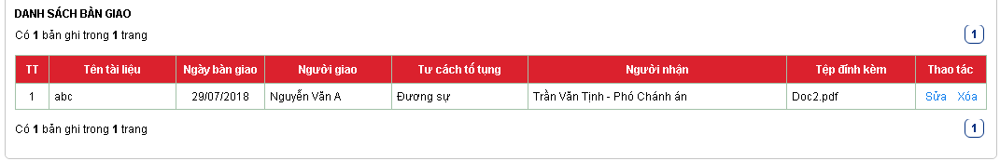 DANH SÁCH BÀN GIAO
Có 1 bản ghi trong 1 trang 1
TT Tên tài liệu Ngày bàn giao Người giao Tư cách tố tụng Người nhận Tệp đính kèm Thao tác
1 abc 29/07/2018 Nguyễn Văn A Đương sự Trần Văn Tịnh - Phó Chánh án Doc2.pdf Sửa Xóa
Có 1 bản ghi trong 1 trang 1